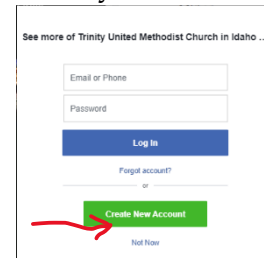 See more of Trinity United Methodist Church in Idaho ..
Email or Phone
Password
Log In
Forgot account?
or
Create New Account
Not Now